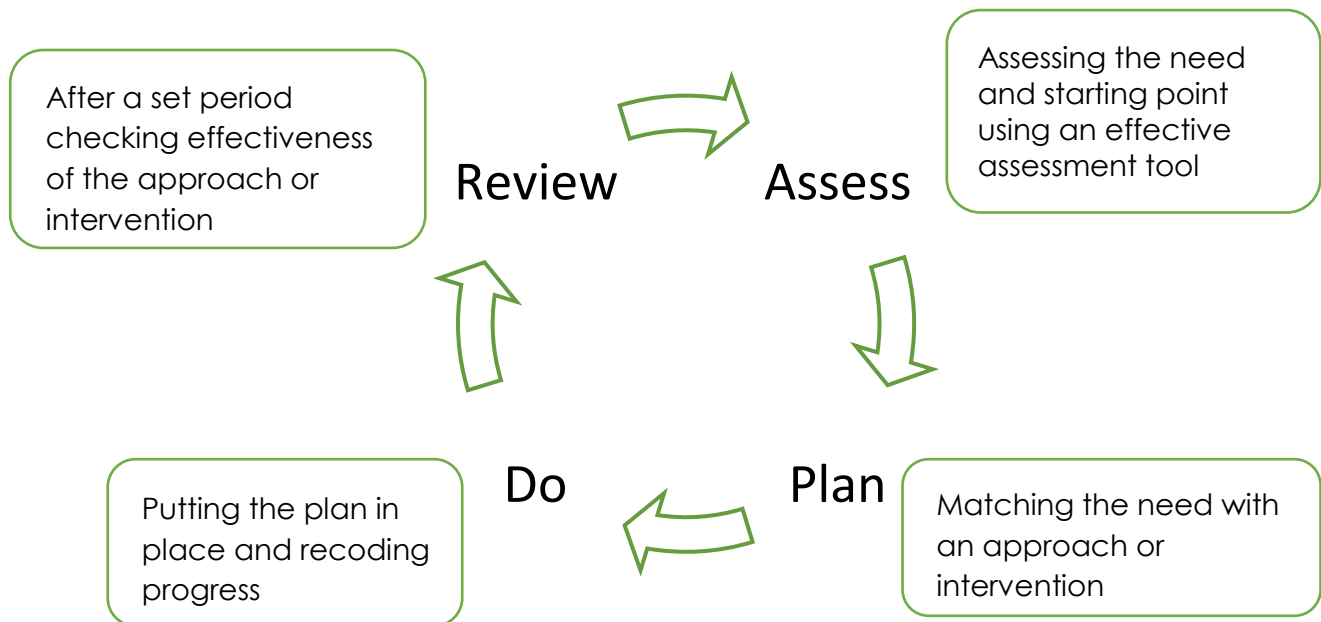 After a set period
checking effectiveness
of the approach or
intervention
Review
Assess
Assessing the need
and starting point
using an effective
assessment tool
Putting the plan in
place and recoding
progress
Do
Plan
Matching the need with
an approach or
intervention